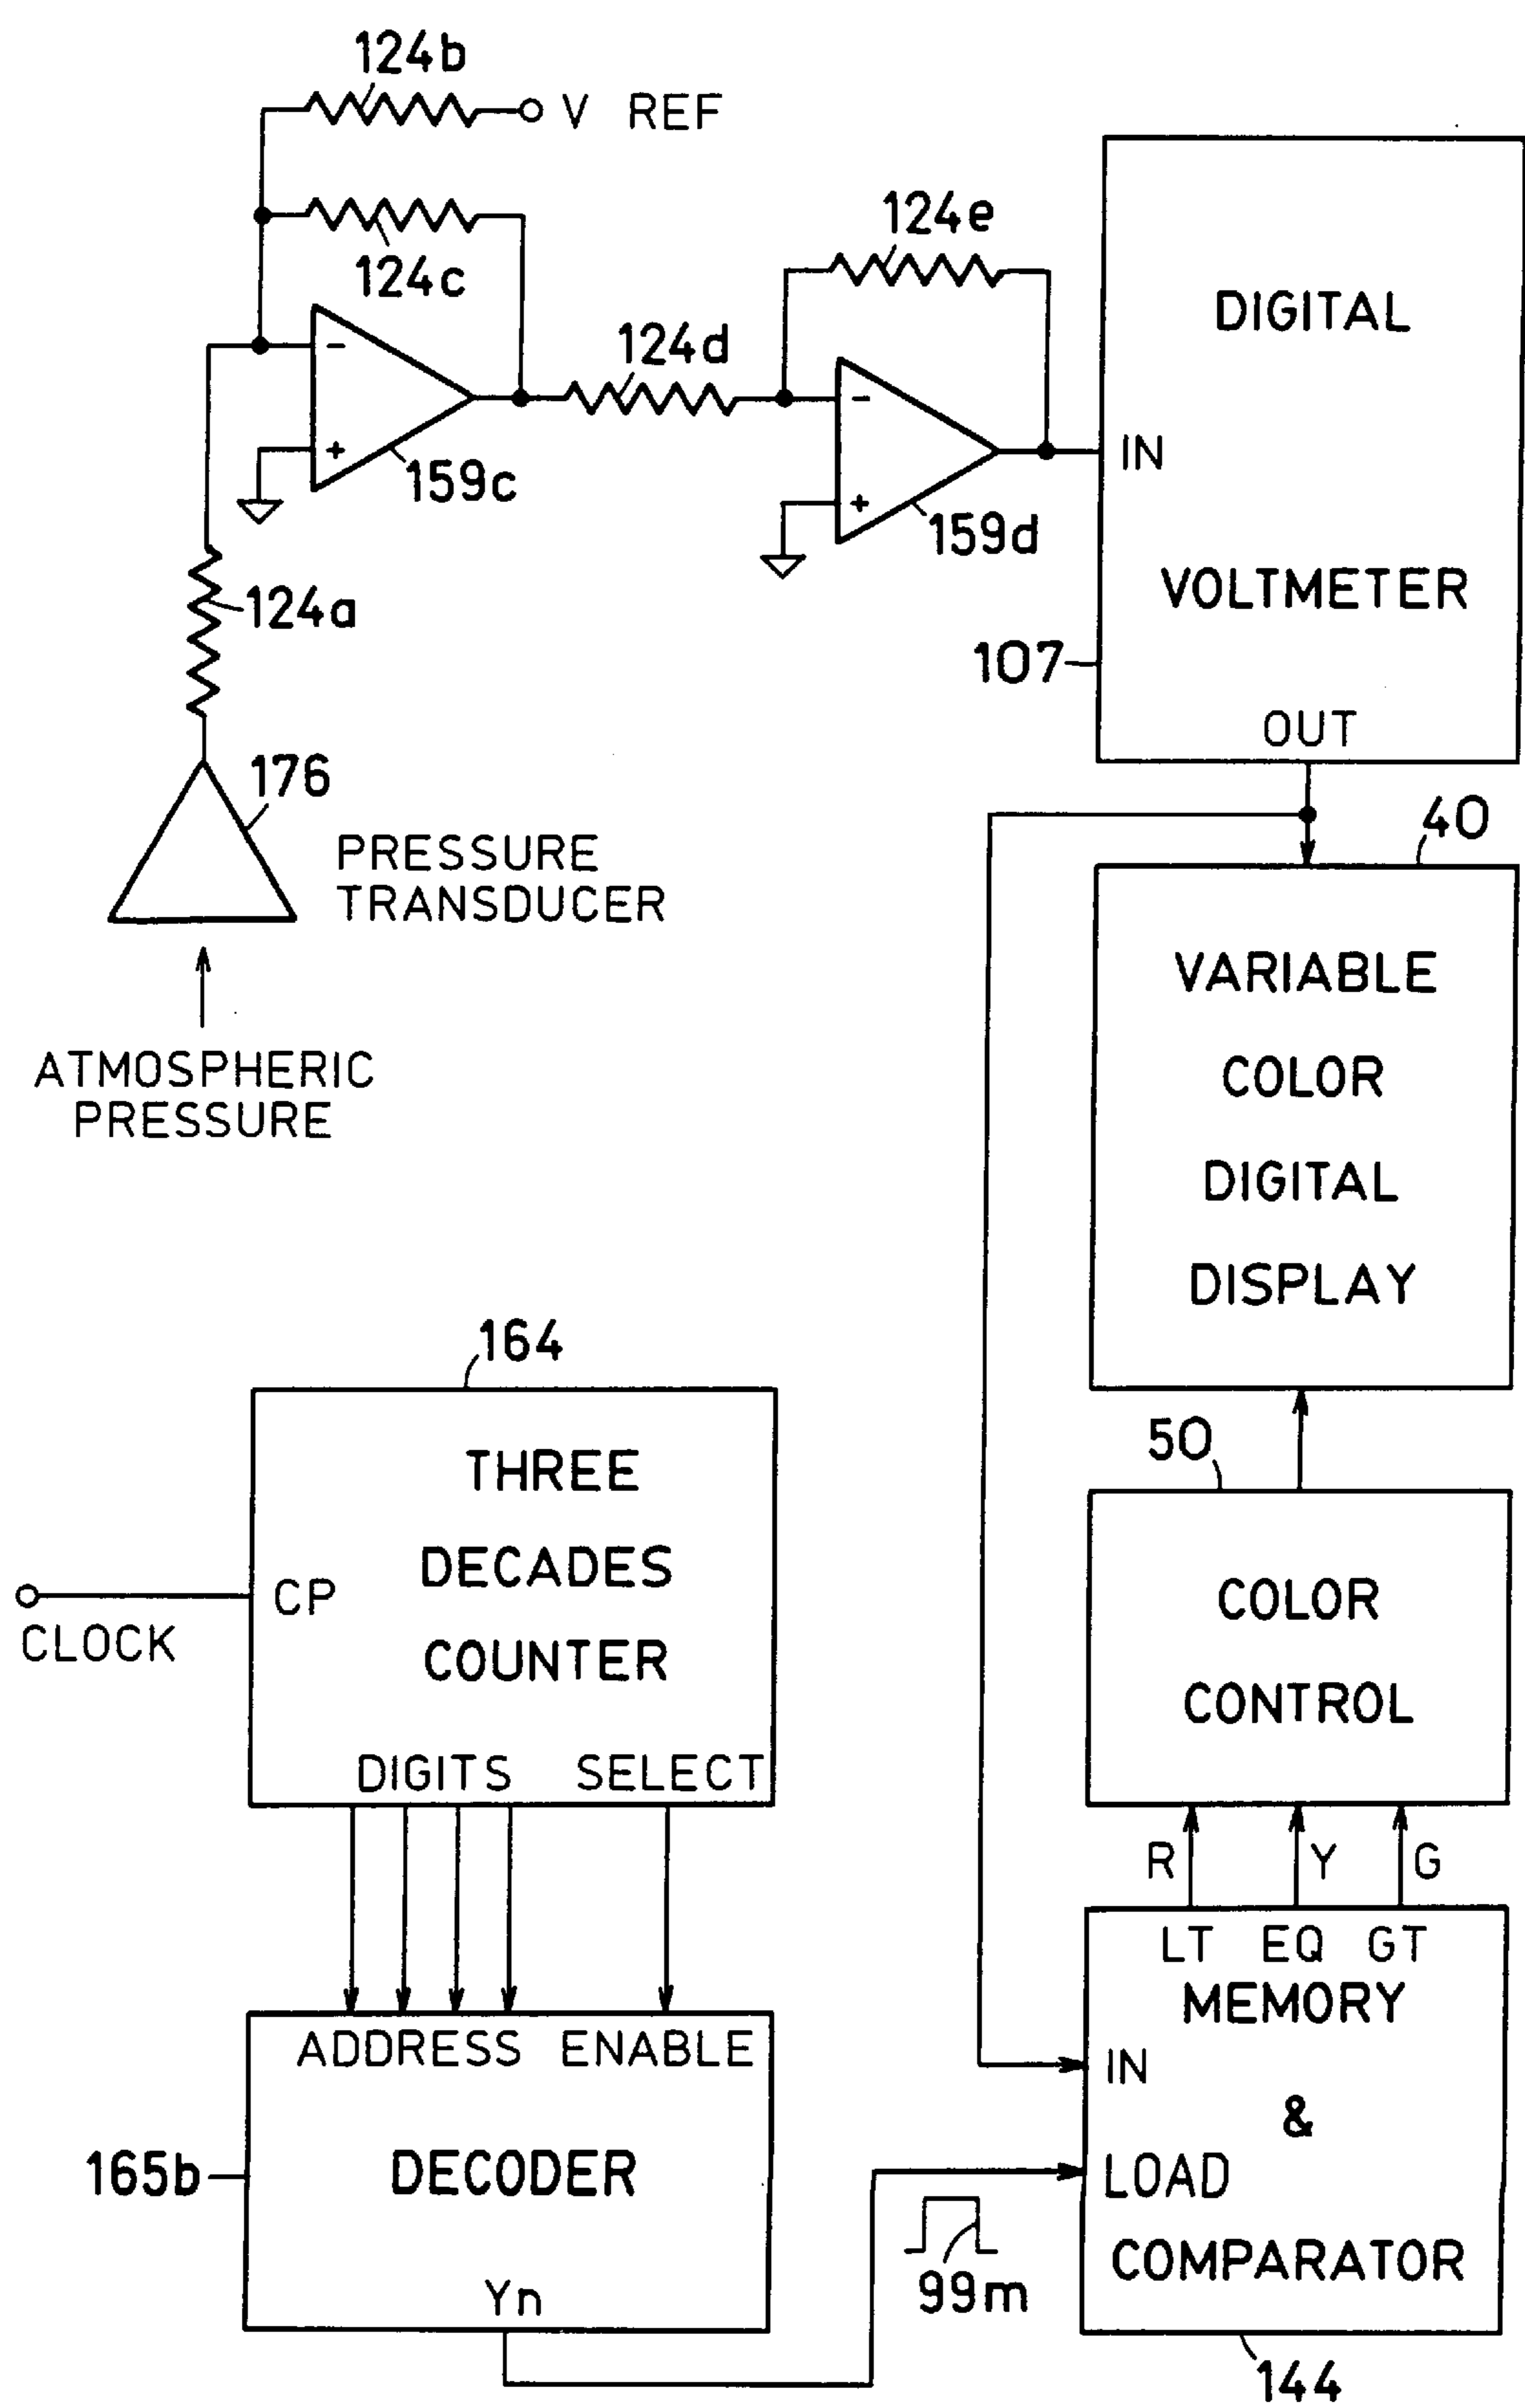 124b
V REF
124c
124e
DIGITAL
124d
-
-
IN
+
159c
+
159d
VOLTMETER
124a
107
OUT
176
40
PRESSURE
TRANSDUCER
VARIABLE
COLOR
DIGITAL
DISPLAY
ATMOSPHERIC
PRESSURE
164
50
THREE
DECADES
COUNTER
CP
CLOCK
COLOR
CONTROL
DIGITS SELECT
R Y G
LT EQ GT
MEMORY
ADDRESS ENABLE
IN
&
165b
DECODER
LOAD
COMPARATOR
Yn
99m
144